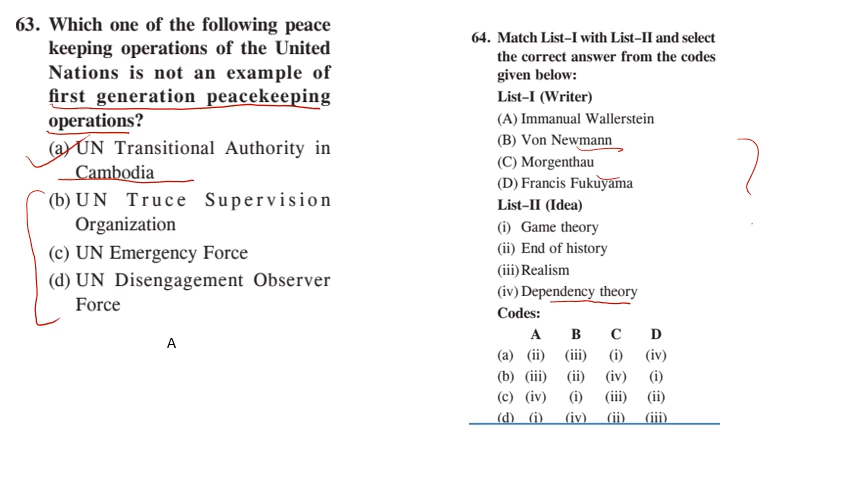 63. Which one of the following peace
keeping operations of the United
Nations is not an example of
first generation peacekeeping
operations?
(a) UN Transitional Authority in
Cambodia
(b) UN Truce Supervision
Organization
(c) UN Emergency Force
(d) UN Disengagement Observer
Force
A
64. Match List–I with List–II and select
the correct answer from the codes
given below:
List–I (Writer)
(A) Immanual Wallerstein
(B) Von Newmann
(C) Morgenthau
(D) Francis Fukuyama
List–II (Idea)
(i) Game theory
(ii) End of history
(iii) Realism
(iv) Dependency theory
Codes:
A B C D
(a) (ii) (iii) (i) (iv)
(b) (iii) (ii) (iv) (i)
(c) (iv) (i) (iii) (ii)
(d) (i) (iv) (ii) (iii)